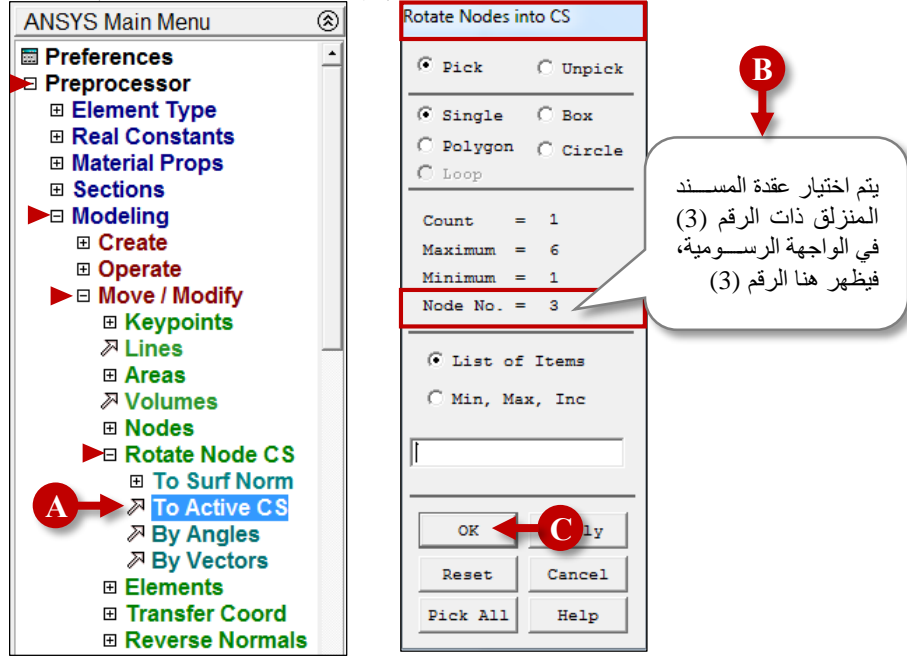 ANSYS Main Menu
Preferences
Preprocessor
Element Type
Real Constants
Material Props
Sections
Modeling
Create
Operate
Move / Modify
Keypoints
Lines
Areas
Volumes
Nodes
Rotate Node CS
To Surf Norm
A
To Active CS
By Angles
By Vectors
Elements
Transfer Coord
Reverse Normals
Rotate Nodes into CS
Pick Unpick
Single Box
Polygon Circle
Loop
Count = 1
Maximum = 6
Minimum = 1
Node No. = 3
List of Items
Min, Max, Inc
OK
C
ly
Reset Cancel
Pick All Help
B
يتم اختيار عقدة المسـند
المنزلق ذات الرقم (3)
في الواجهة الرسـومية،
فيظهر هنا الرقم (3)